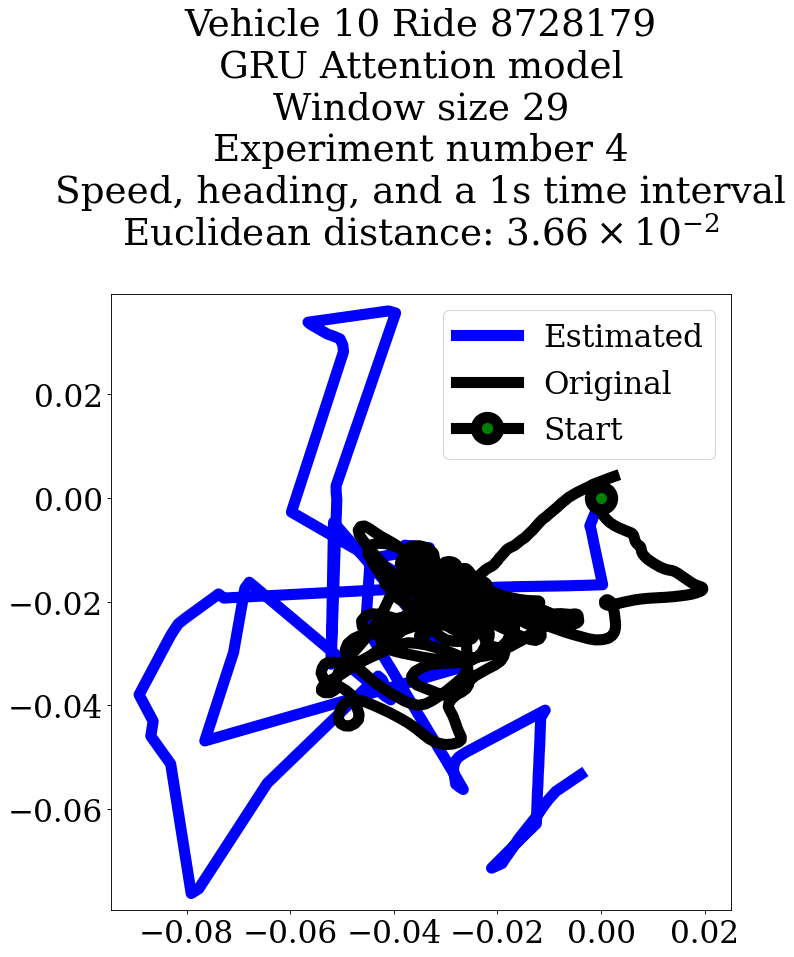 Vehicle 10 Ride 8728179
GRU Attention model
Window size 29
Experiment number 4
Speed, heading, and a 1s time interval
Euclidean distance: 3.66 × 10⁻²
Estimated
Original
Start
0.02
0.00
−0.02
−0.04
−0.06
−0.08 −0.06 −0.04 −0.02 0.00 0.02